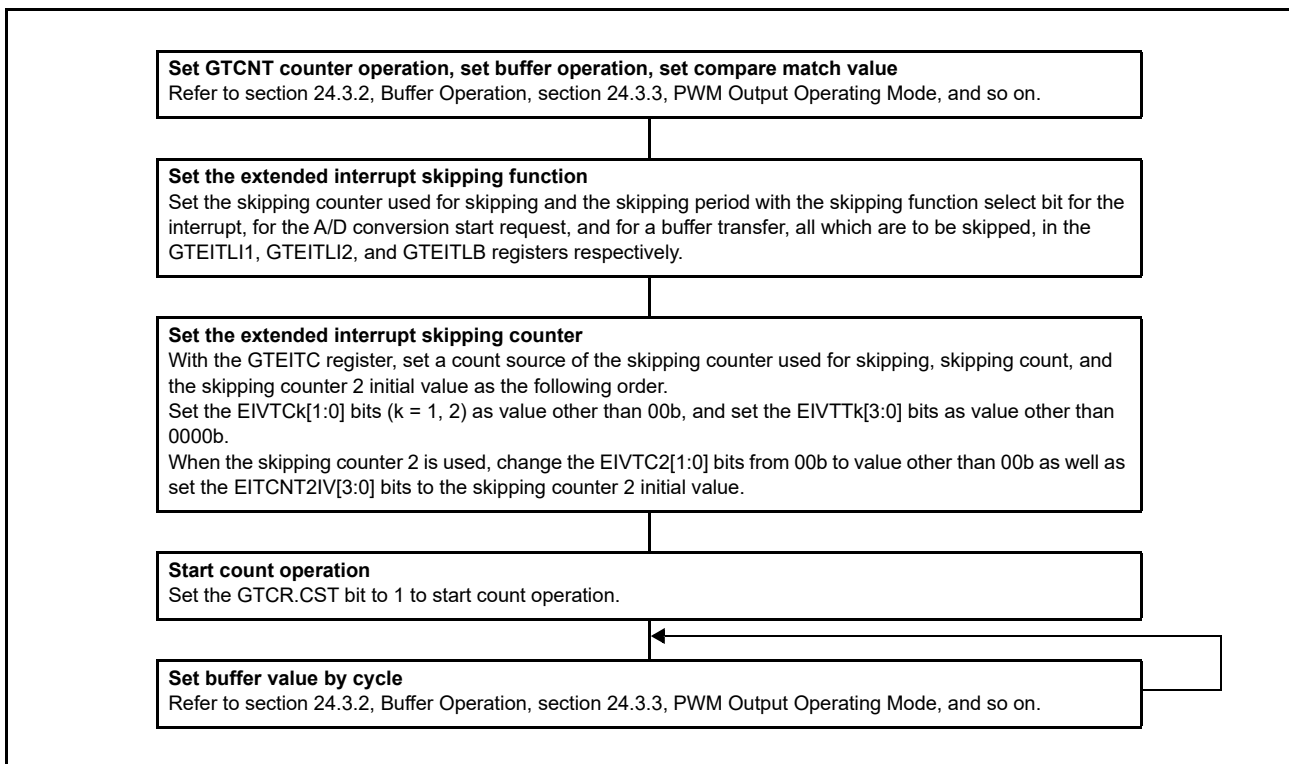 Set GTCNT counter operation, set buffer operation, set compare match value
Refer to section 24.3.2, Buffer Operation, section 24.3.3, PWM Output Operating Mode, and so on.
Set the extended interrupt skipping function
Set the skipping counter used for skipping and the skipping period with the skipping function select bit for the
interrupt, for the A/D conversion start request, and for a buffer transfer, all which are to be skipped, in the
GTEITLI1, GTEITLI2, and GTEITLB registers respectively.
Set the extended interrupt skipping counter
With the GTEITC register, set a count source of the skipping counter used for skipping, skipping count, and
the skipping counter 2 initial value as the following order.
Set the EIVTCk[1:0] bits (k = 1, 2) as value other than 00b, and set the EIVTTk[3:0] bits as value other than
0000b.
When the skipping counter 2 is used, change the EIVTC2[1:0] bits from 00b to value other than 00b as well as
set the EITCNT2IV[3:0] bits to the skipping counter 2 initial value.
Start count operation
Set the GTCR.CST bit to 1 to start count operation.
Set buffer value by cycle
Refer to section 24.3.2, Buffer Operation, section 24.3.3, PWM Output Operating Mode, and so on.